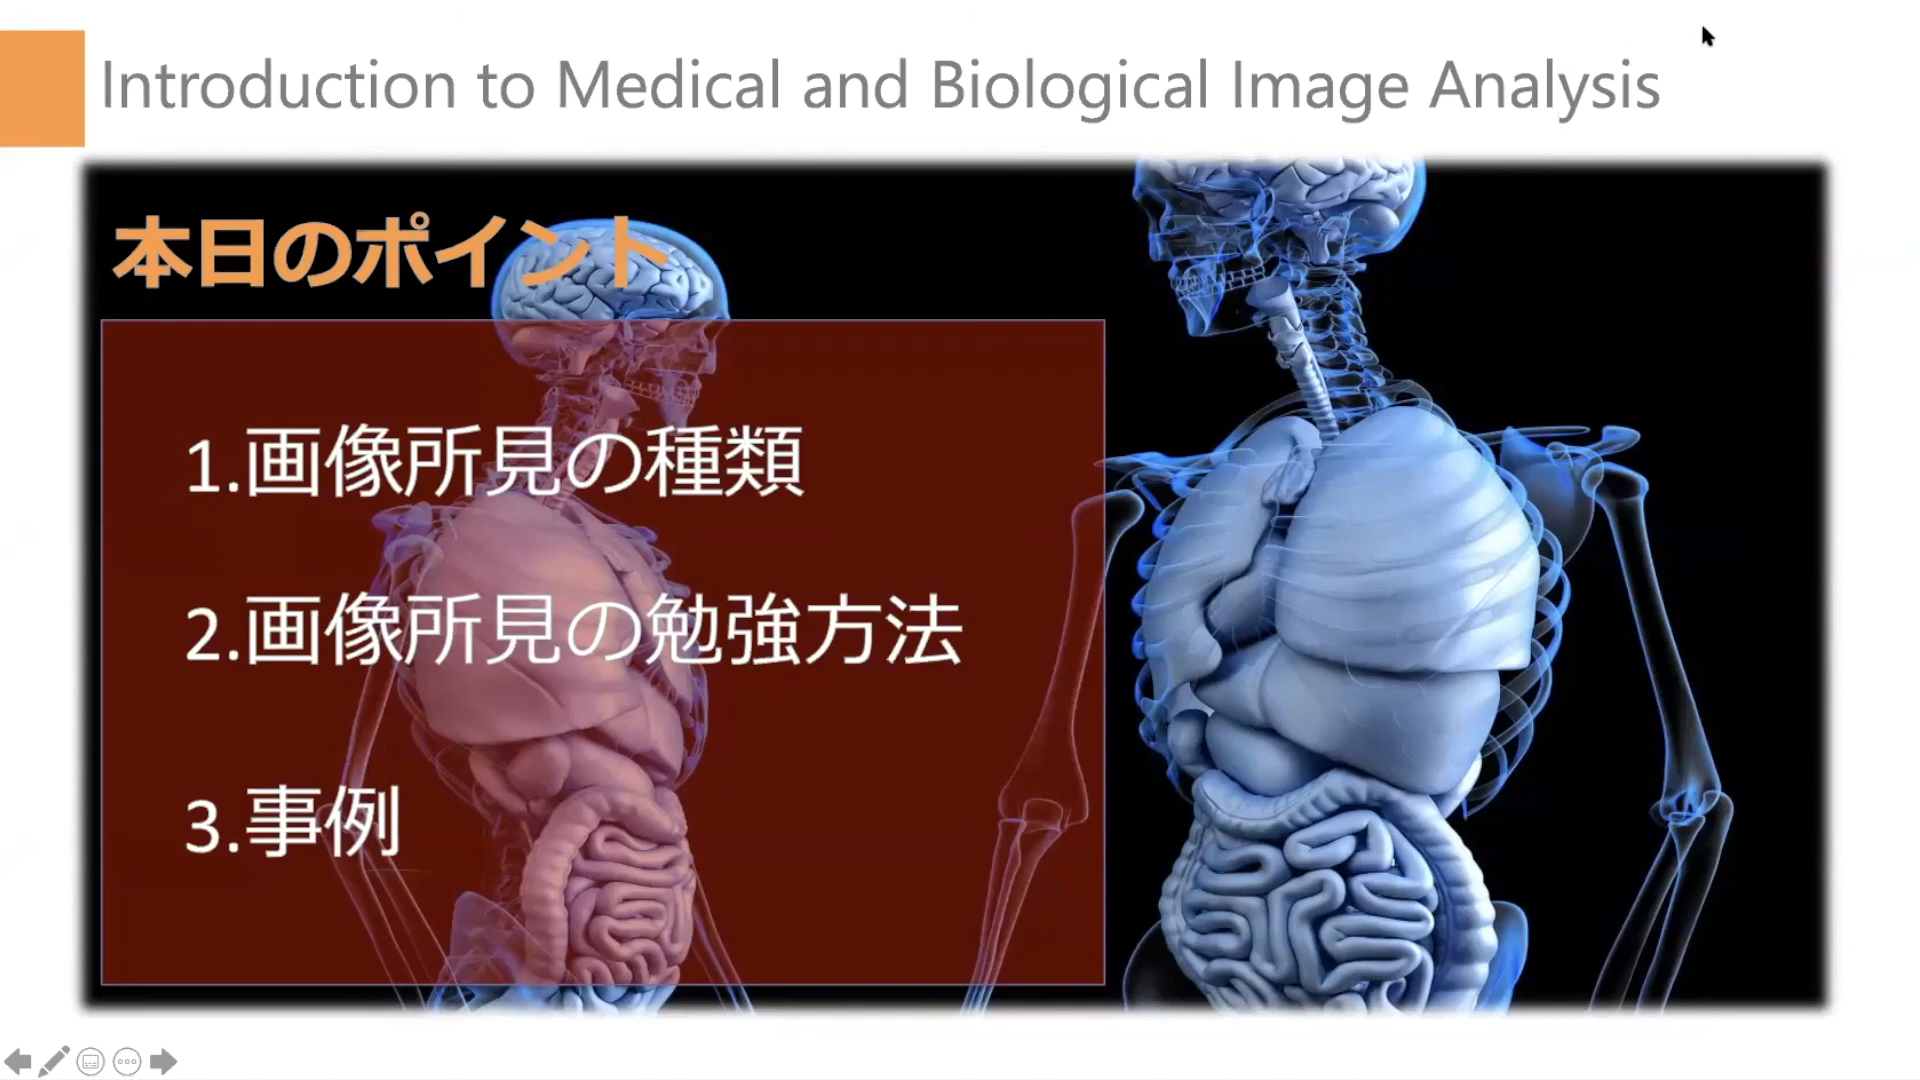 Introduction to Medical and Biological Image Analysis
本日のポイント
1.画像所見の種類
2.画像所見の勉強方法
3.事例